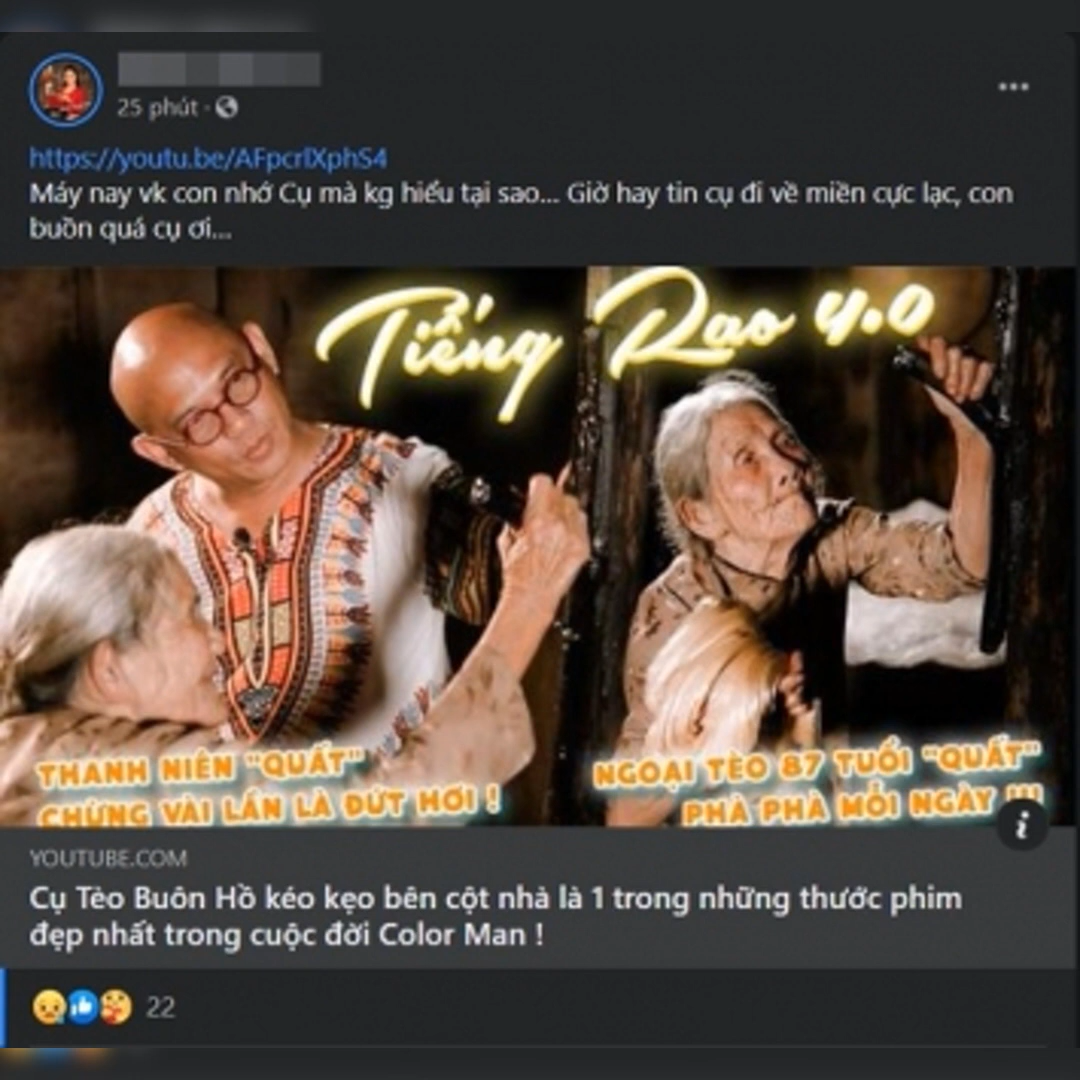 25 phút ·
https://youtu.be/AFpcrlXphS4
Máy nay vk con nhớ Cụ mà kg hiểu tại sao... Giờ hay tin cụ đi về miền cực lạc, con
buồn quá cụ ơi...
Tiếng Rao 4.0
THANH NIÊN "QUẤT"
CHỪNG VÀI LẦN LÀ ĐỨT HƠI !
NGOẠI TÈO 87 TUỔI "QUẤT"
PHÀ PHÀ MỖI NGÀY !!!
YOUTUBE.COM
Cụ Tèo Buôn Hồ kéo kẹo bên cột nhà là 1 trong những thước phim
đẹp nhất trong cuộc đời Color Man !
22